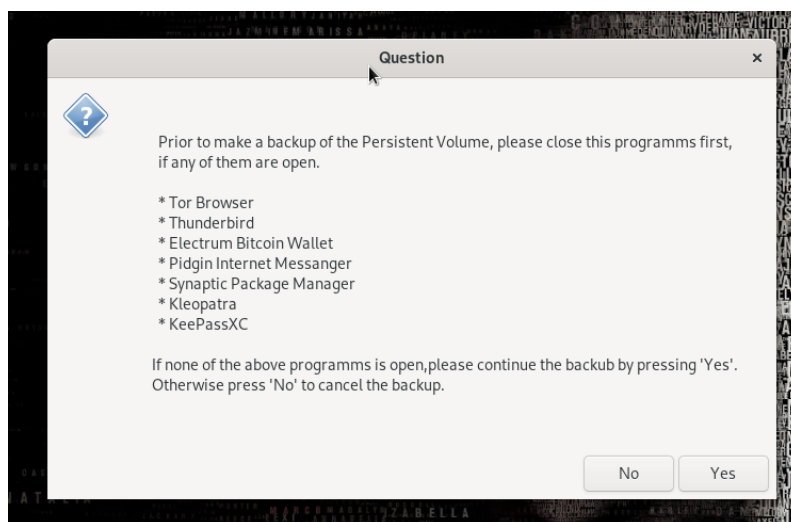 Question
Prior to make a backup of the Persistent Volume, please close this programms first,
if any of them are open.
* Tor Browser
* Thunderbird
* Electrum Bitcoin Wallet
* Pidgin Internet Messanger
* Synaptic Package Manager
* Kleopatra
* KeePassXC
If none of the above programms is open,please continue the backub by pressing 'Yes'.
Otherwise press 'No' to cancel the backup.
No
Yes